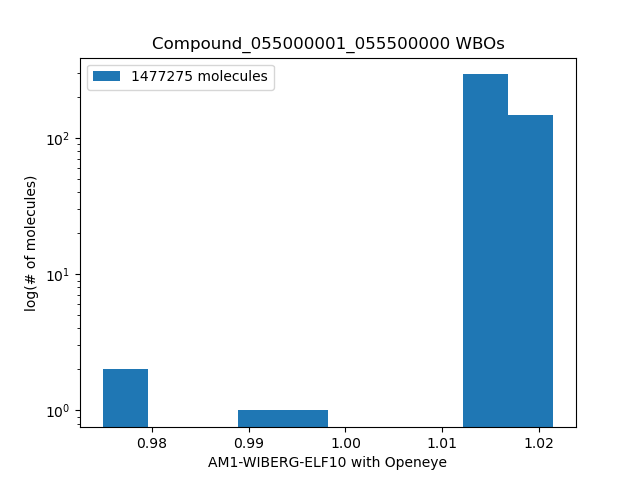 Compound_055000001_055500000 WBOs
1477275 molecules
log(# of molecules)
10²
10¹
10⁰
0.98 0.99 1.00 1.01 1.02
AM1-WIBERG-ELF10 with Openeye